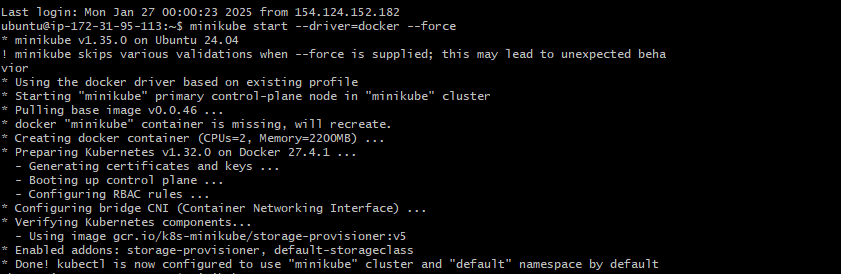 Last login: Mon Jan 27 00:00:23 2025 from 154.124.152.182
ubuntu@ip-172-31-95-113:~$ minikube start --driver=docker --force
* minikube v1.35.0 on Ubuntu 24.04
! minikube skips various validations when --force is supplied; this may lead to unexpected beha
vior
* Using the docker driver based on existing profile
* Starting "minikube" primary control-plane node in "minikube" cluster
* Pulling base image v0.0.46 ...
* docker "minikube" container is missing, will recreate.
* Creating docker container (CPUs=2, Memory=2200MB) ...
* Preparing Kubernetes v1.32.0 on Docker 27.4.1 ...
  - Generating certificates and keys ...
  - Booting up control plane ...
  - Configuring RBAC rules ...
* Configuring bridge CNI (Container Networking Interface) ...
* Verifying Kubernetes components...
  - Using image gcr.io/k8s-minikube/storage-provisioner:v5
* Enabled addons: storage-provisioner, default-storageclass
* Done! kubectl is now configured to use "minikube" cluster and "default" namespace by default